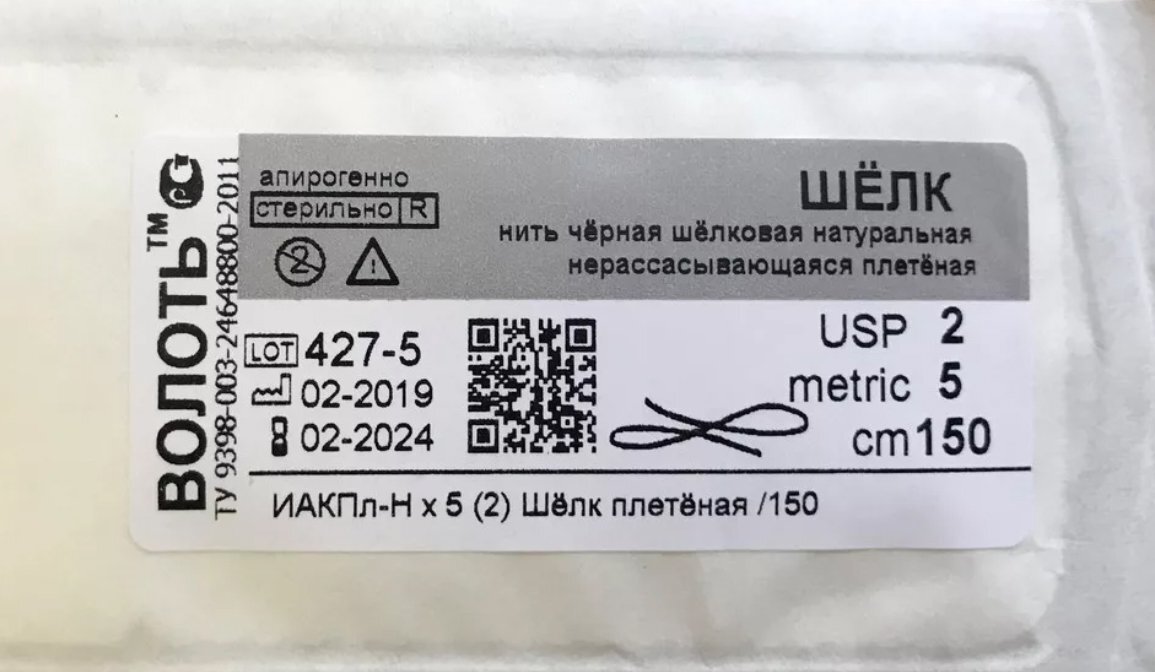 ВОЛОТЬ™
ТУ 9398-003-24648800-2011
апирогенно
стерильно R
2
ШЁЛК
нить чёрная шёлковая натуральная
нерассасывающаяся плетёная
LOT 427-5
02-2019
02-2024
USP 2
metric 5
cm 150
ИАКПл-Н х 5 (2) Шёлк плетёная /150